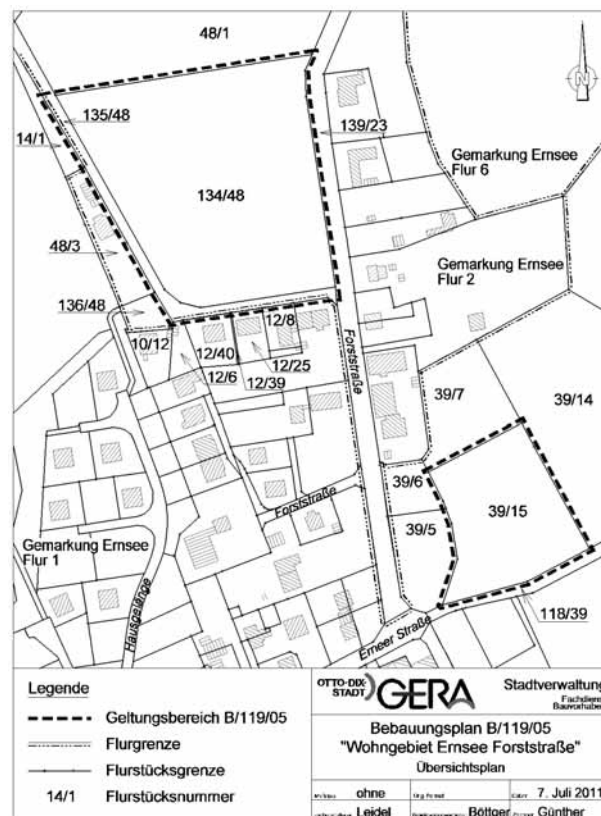 48/1
135/48
14/1
139/23
Gemarkung Ernsee
Flur 6
134/48
48/3
Gemarkung Ernsee
Flur 2
136/48
12/8
10/12
12/40
12/25
12/6
12/39
Forststraße
39/7
39/14
39/6
39/15
Forststraße
39/5
Gemarkung Ernsee
Flur 1
Hausgelänge
Erneer Straße
118/39
N
Legende
Geltungsbereich B/119/05
Flurgrenze
Flurstücksgrenze
14/1 Flurstücksnummer
OTTO-DIX-
STADT
GERA
Stadtverwaltung
Fachdienst
Bauvorhaben
Bebauungsplan B/119/05
"Wohngebiet Ernsee Forststraße"
Übersichtsplan
ohne
7. Juli 2011
Leidel
Böttger
Günther